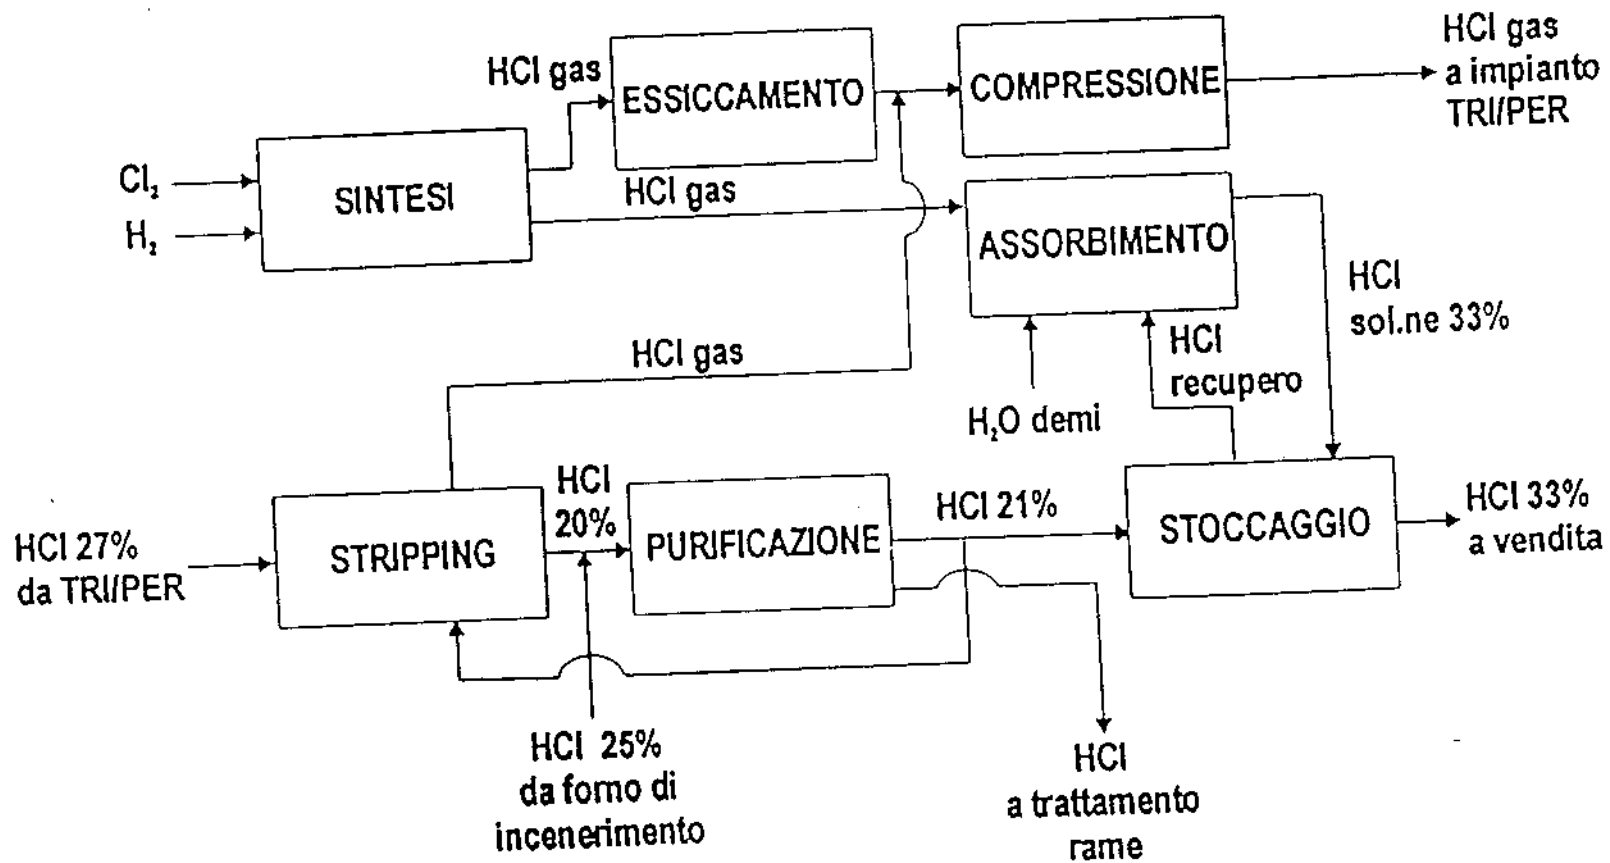 HCl gas
ESSICCAMENTO
COMPRESSIONE
HCl gas
a impianto
TRI/PER
Cl₂
H₂
SINTESI
HCl gas
ASSORBIMENTO
HCl
sol.ne 33%
HCl gas
H₂O demi
HCl
recupero
HCl 27%
da TRI/PER
STRIPPING
HCl
20%
PURIFICAZIONE
HCl 21%
STOCCAGGIO
HCl 33%
a vendita
HCl 25%
da forno di
incenerimento
HCl
a trattamento
rame